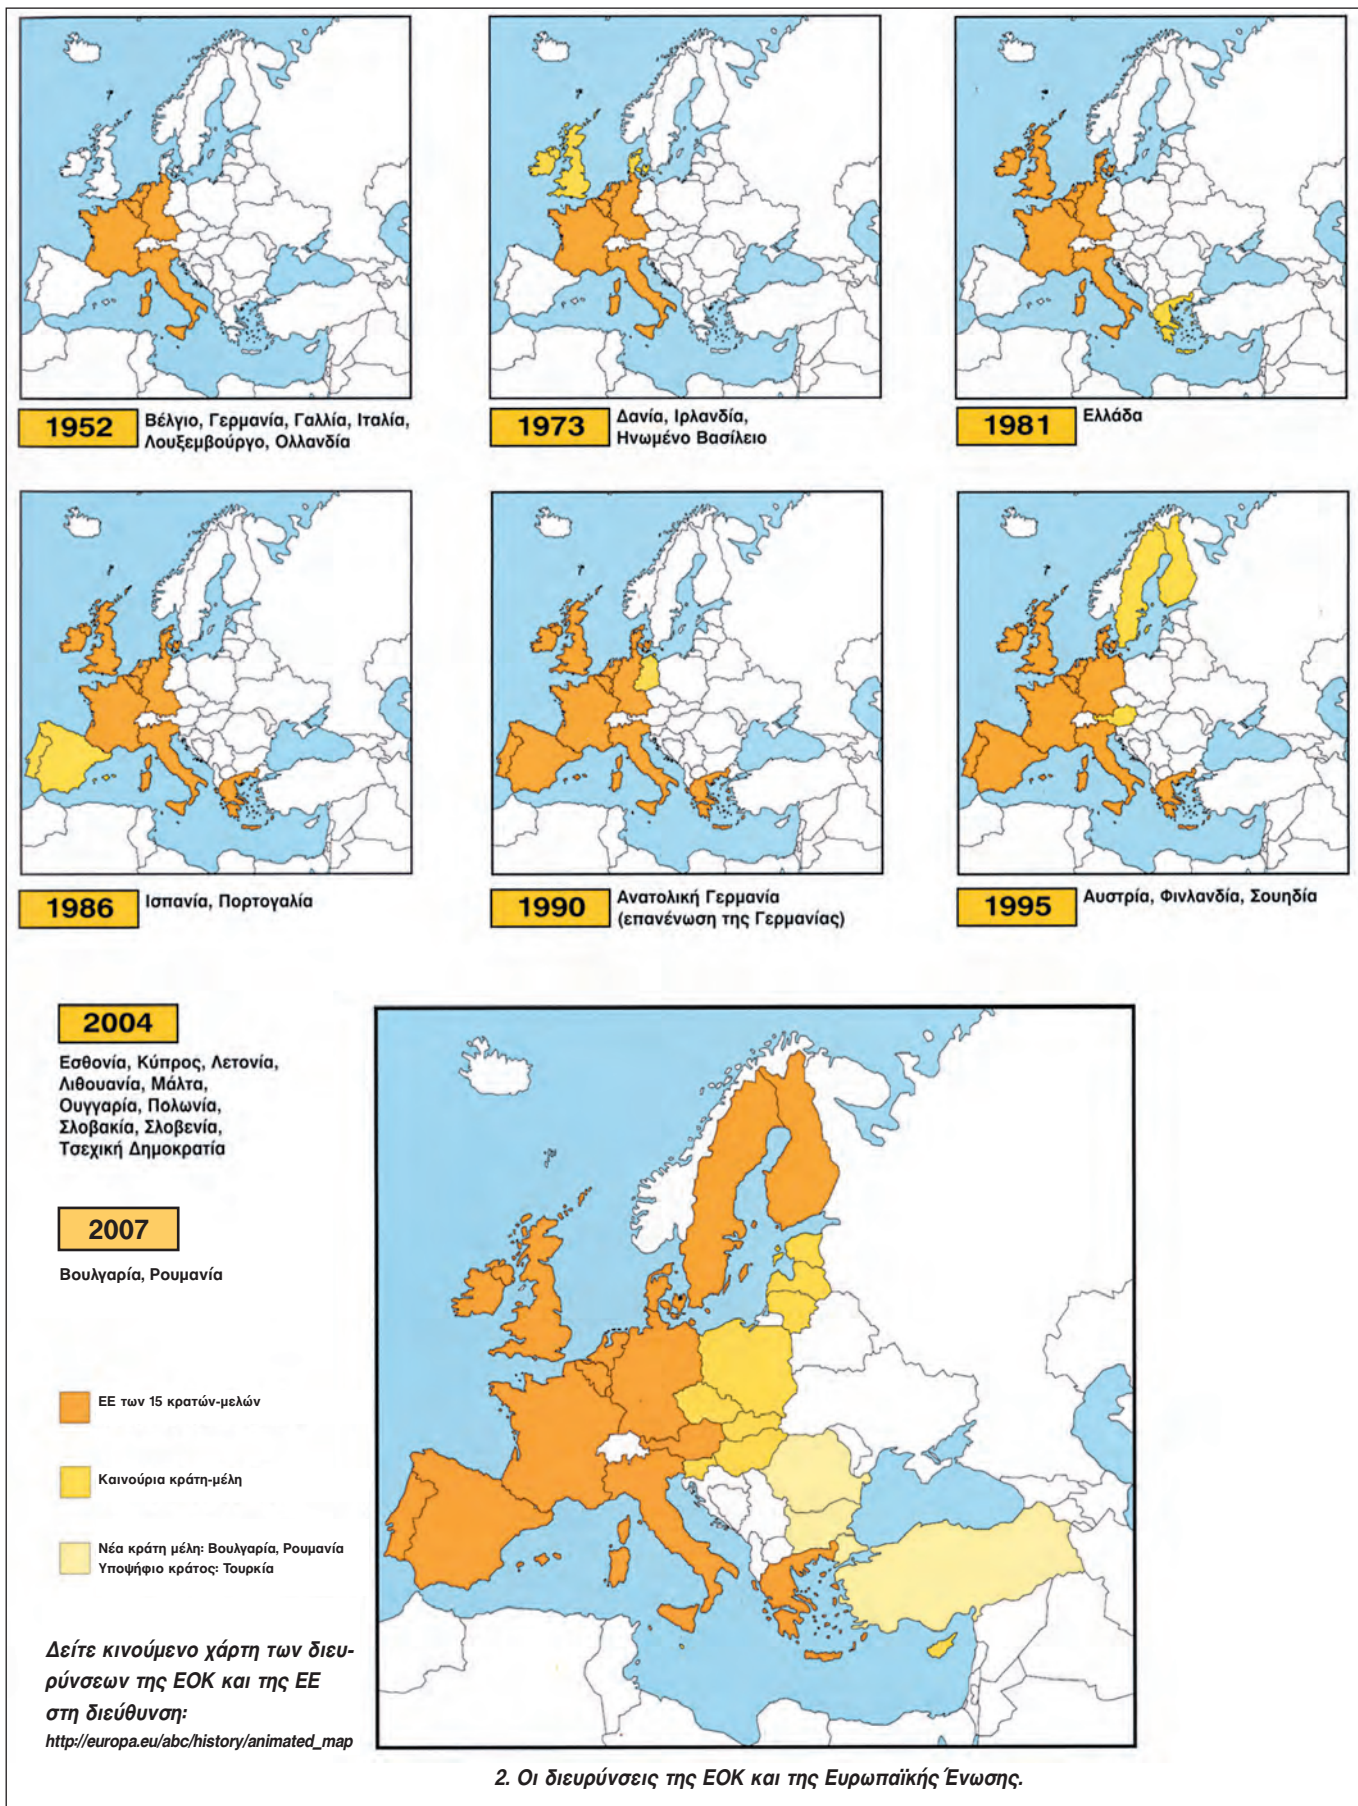 1952
Βέλγιο, Γερμανία, Γαλλία, Ιταλία,
Λουξεμβούργο, Ολλανδία
1973
Δανία, Ιρλανδία,
Ηνωμένο Βασίλειο
1981
Ελλάδα
1986
Ισπανία, Πορτογαλία
1990
Ανατολική Γερμανία
(επανένωση της Γερμανίας)
1995
Αυστρία, Φινλανδία, Σουηδία
2004
Εσθονία, Κύπρος, Λετονία,
Λιθουανία, Μάλτα,
Ουγγαρία, Πολωνία,
Σλοβακία, Σλοβενία,
Τσεχική Δημοκρατία
2007
Βουλγαρία, Ρουμανία
ΕΕ των 15 κρατών-μελών
Καινούρια κράτη-μέλη
Νέα κράτη μέλη: Βουλγαρία, Ρουμανία
Υποψήφιο κράτος: Τουρκία
Δείτε κινούμενο χάρτη των διευ-
ρύνσεων της ΕΟΚ και της ΕΕ
στη διεύθυνση:
http://europa.eu/abc/history/animated_map
2. Οι διευρύνσεις της ΕΟΚ και της Ευρωπαϊκής Ένωσης.